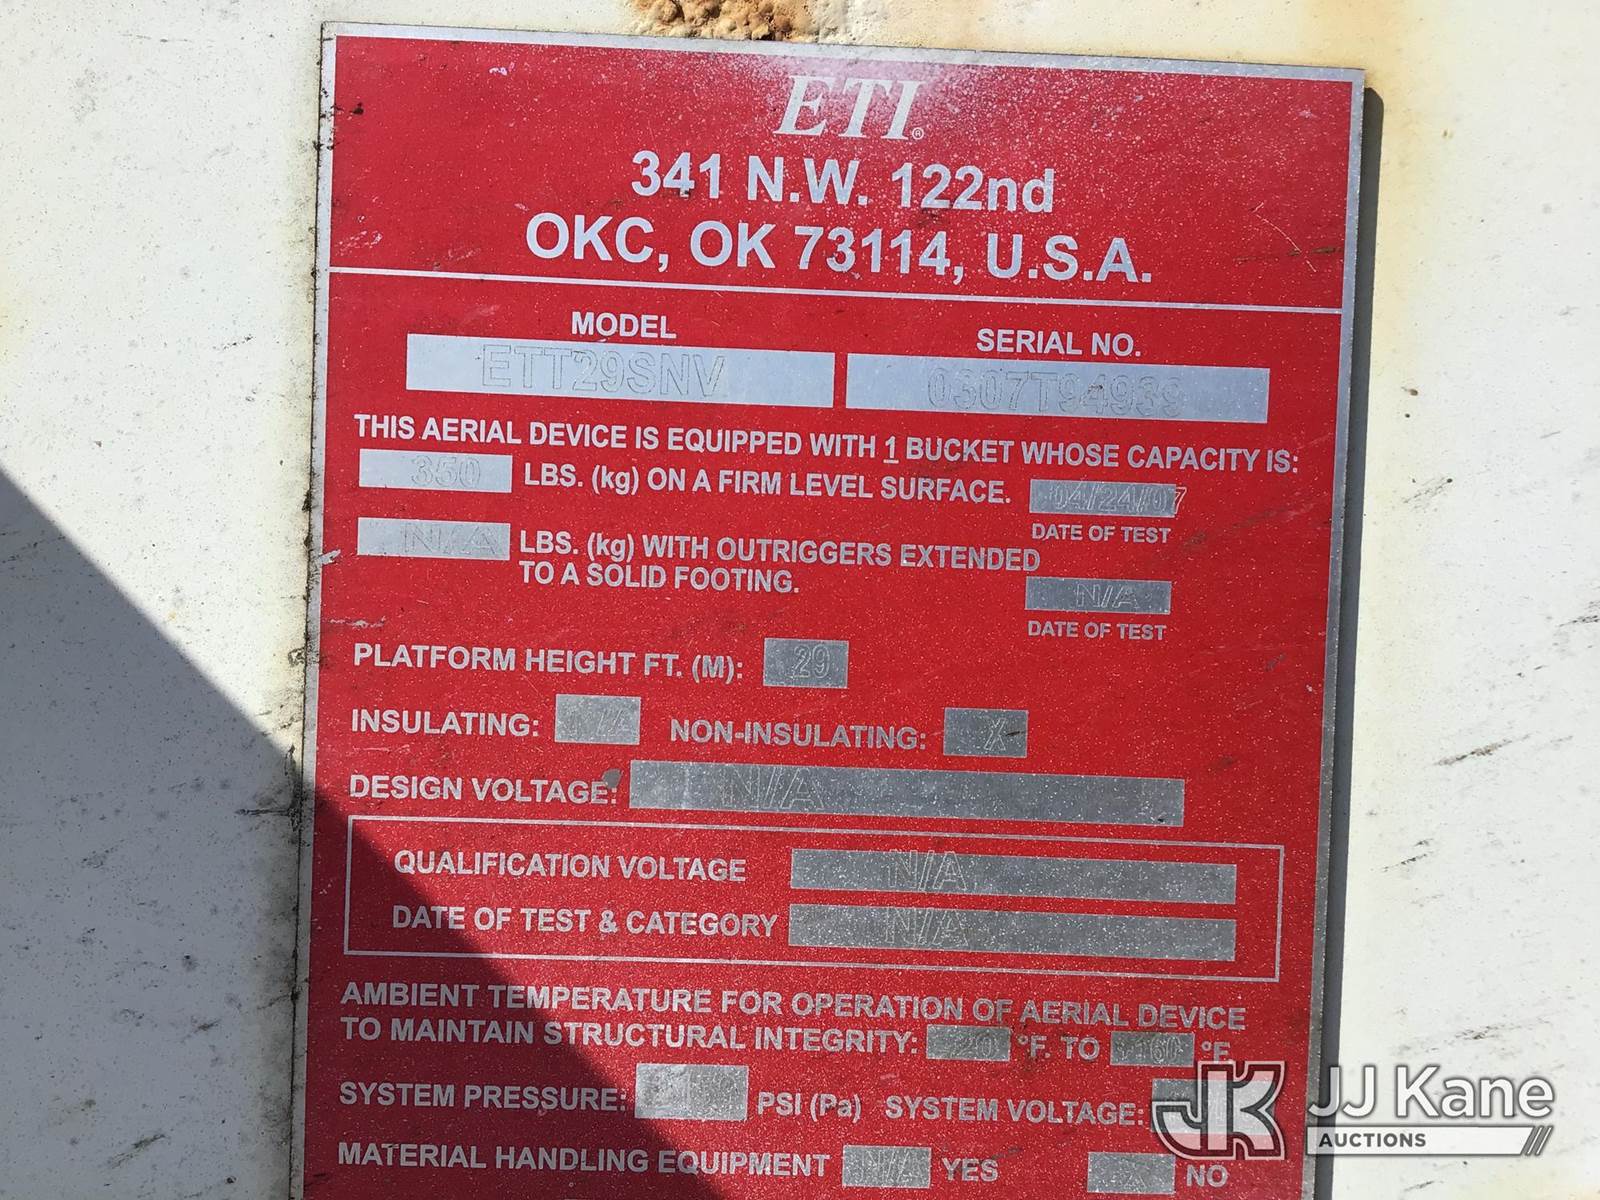 ETI®
341 N.W. 122nd
OKC, OK 73114, U.S.A.
MODEL SERIAL NO.
ETT29SNV 0307T94939
THIS AERIAL DEVICE IS EQUIPPED WITH 1 BUCKET WHOSE CAPACITY IS:
350 LBS. (kg) ON A FIRM LEVEL SURFACE. 04/24/07
DATE OF TEST
N/A LBS. (kg) WITH OUTRIGGERS EXTENDED
TO A SOLID FOOTING. N/A
DATE OF TEST
PLATFORM HEIGHT FT. (M): 29
INSULATING: NON-INSULATING: X
DESIGN VOLTAGE: N/A
QUALIFICATION VOLTAGE N/A
DATE OF TEST & CATEGORY N/A
AMBIENT TEMPERATURE FOR OPERATION OF AERIAL DEVICE
TO MAINTAIN STRUCTURAL INTEGRITY: °F. TO °F.
SYSTEM PRESSURE: PSI (Pa) SYSTEM VOLTAGE:
MATERIAL HANDLING EQUIPMENT N/A YES X NO
JK JJ Kane
AUCTIONS